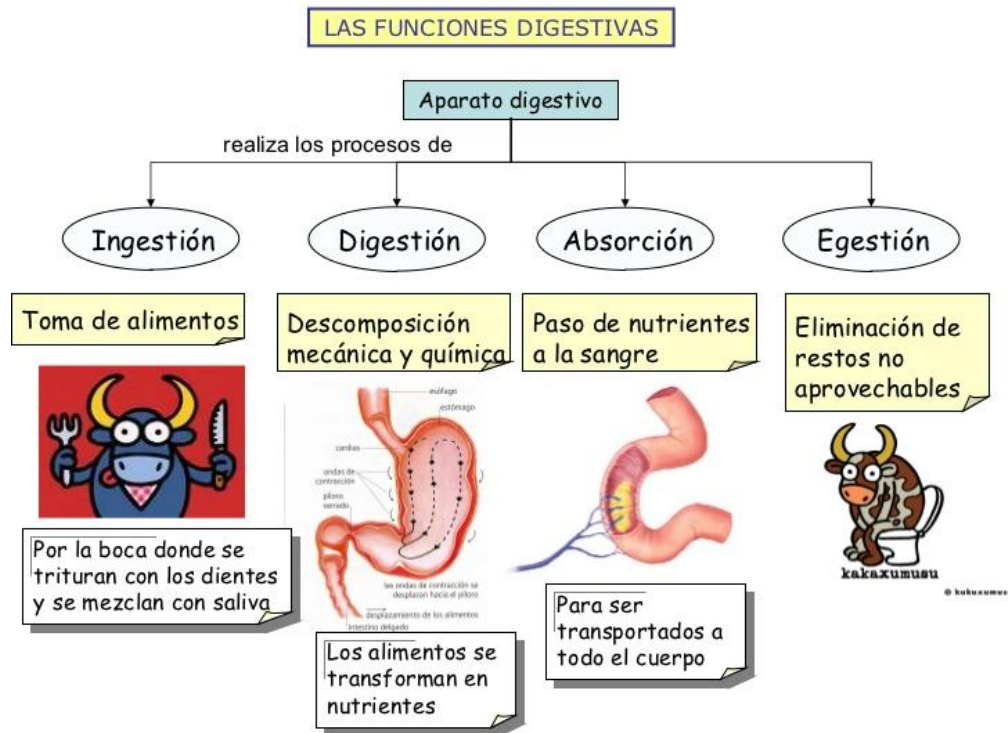 LAS FUNCIONES DIGESTIVAS
Aparato digestivo
realiza los procesos de
Ingestión
Digestión
Absorción
Egestión
Toma de alimentos
Descomposición
mecánica y química
Paso de nutrientes
a la sangre
Eliminación de
restos no
aprovechables
esófago
estómago
cardias
ondas de
contracción
píloro
cerrado
las ondas de contracción se
desplazan hacia el píloro
desplazamiento de los alimentos
intestino delgado
kakaxumusu
Por la boca donde se
trituran con los dientes
y se mezclan con saliva
Los alimentos se
transforman en
nutrientes
Para ser
transportados a
todo el cuerpo